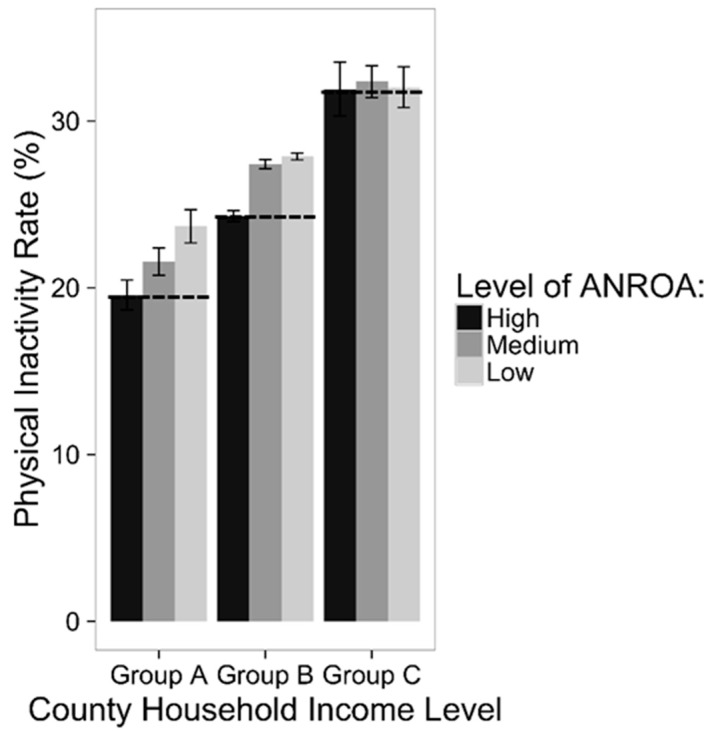 Physical Inactivity Rate (%)
30
20
10
0
Group A Group B Group C
County Household Income Level
Level of ANROA:
High
Medium
Low